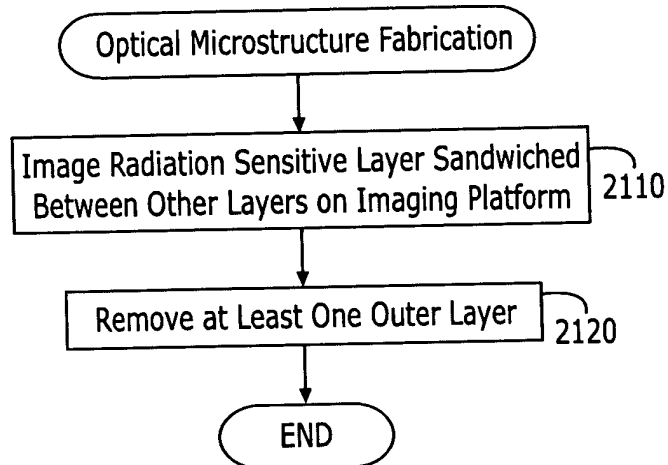 Optical Microstructure Fabrication
Image Radiation Sensitive Layer Sandwiched
Between Other Layers on Imaging Platform
2110
Remove at Least One Outer Layer
2120
END